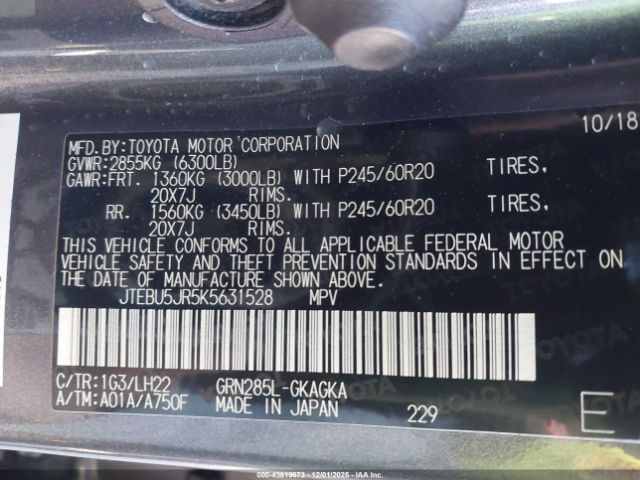 10/18
MFD. BY:TOYOTA MOTOR CORPORATION
GVWR:2855KG (6300LB)
GAWR:FRT. 1360KG (3000LB) WITH P245/60R20 TIRES,
20X7J RIMS.
RR. 1560KG (3450LB) WITH P245/60R20 TIRES,
20X7J RIMS.
THIS VEHICLE CONFORMS TO ALL APPLICABLE FEDERAL MOTOR
VEHICLE SAFETY AND THEFT PREVENTION STANDARDS IN EFFECT ON
THE DATE OF MANUFACTURE SHOWN ABOVE.
JTEBU5JR5K5631528 MPV
C/TR:1G3/LH22 GRN285L-GKAGKA
A/TM:A01A/A750F MADE IN JAPAN 229 E
000-43819673 - 12/01/2025 - IAAI.CA